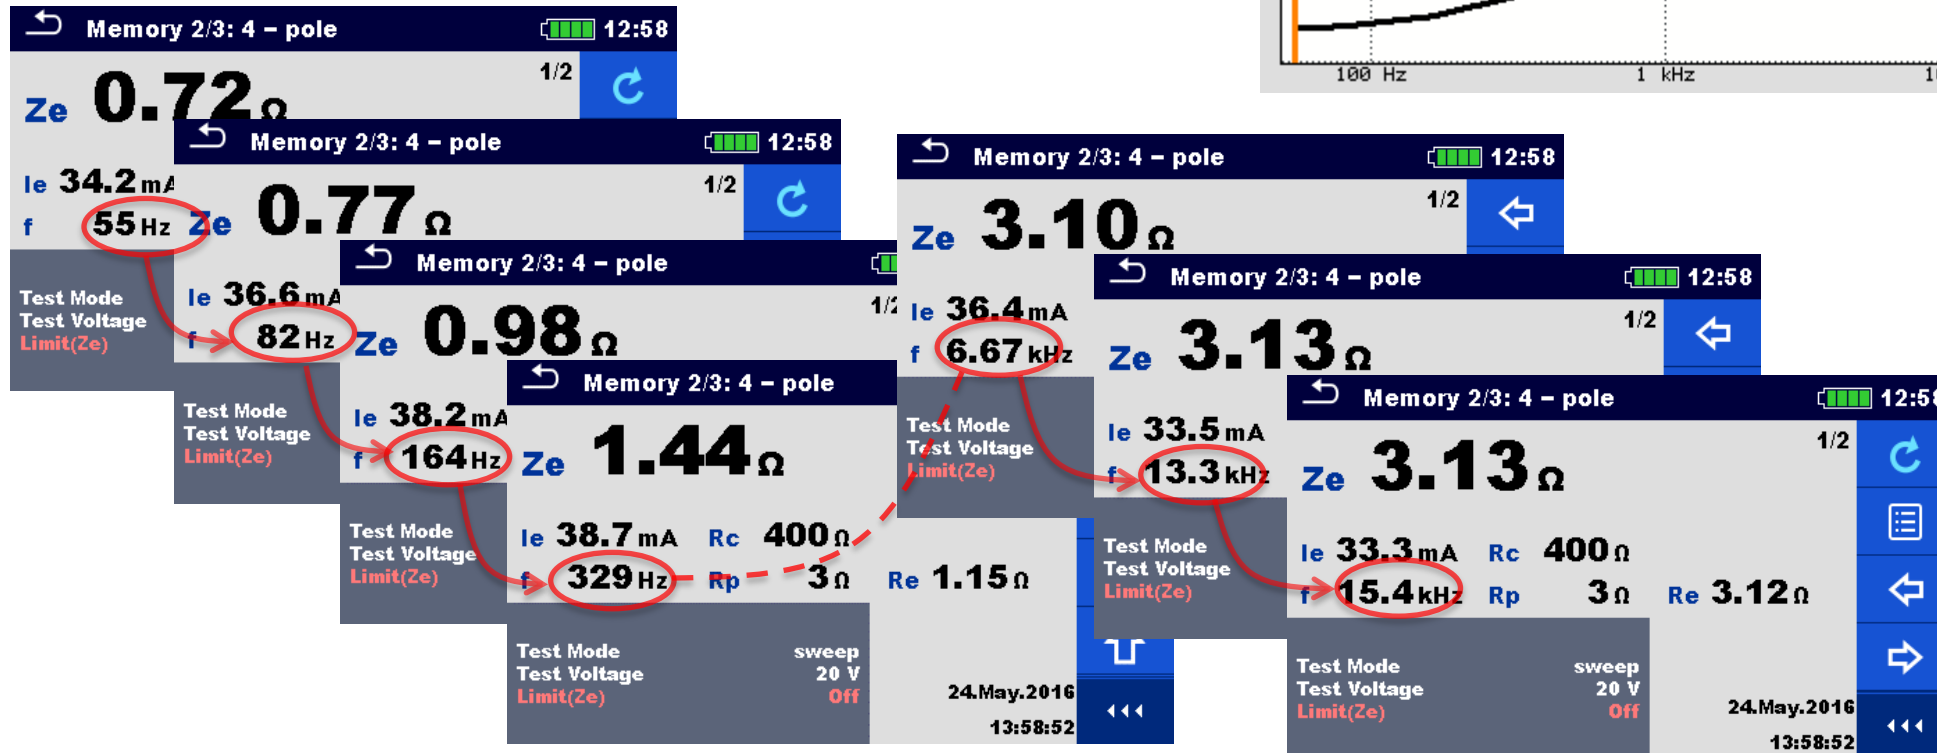 Memory 2/3: 4 – pole 12:58
1/2
Ze 0.72 Ω
Ie 34.2 mA
f 55 Hz
Test Mode
Test Voltage
Limit(Ze)
Memory 2/3: 4 – pole 12:58
1/2
Ze 0.77 Ω
Ie 36.6 mA
f 82 Hz
Test Mode
Test Voltage
Limit(Ze)
Memory 2/3: 4 – pole
Ze 0.98 Ω
Ie 38.2 mA
f 164 Hz
Test Mode
Test Voltage
Limit(Ze)
Memory 2/3: 4 – pole
Ze 1.44 Ω
Ie 38.7 mA Rc 400 Ω
f 329 Hz Rp 3 Ω Re 1.15 Ω
Test Mode sweep
Test Voltage 20 V
Limit(Ze) Off
24.May.2016
13:58:52
100 Hz 1 kHz
Memory 2/3: 4 – pole 12:58
1/2
Ze 3.10 Ω
Ie 36.4 mA
f 6.67 kHz
Test Mode
Test Voltage
Limit(Ze)
Memory 2/3: 4 – pole 12:58
1/2
Ze 3.13 Ω
Ie 33.5 mA
f 13.3 kHz
Test Mode
Test Voltage
Limit(Ze)
Memory 2/3: 4 – pole
1/2
Ze 3.13 Ω
Ie 33.3 mA Rc 400 Ω
f 15.4 kHz Rp 3 Ω Re 3.12 Ω
Test Mode sweep
Test Voltage 20 V
Limit(Ze) Off
24.May.2016
13:58:52